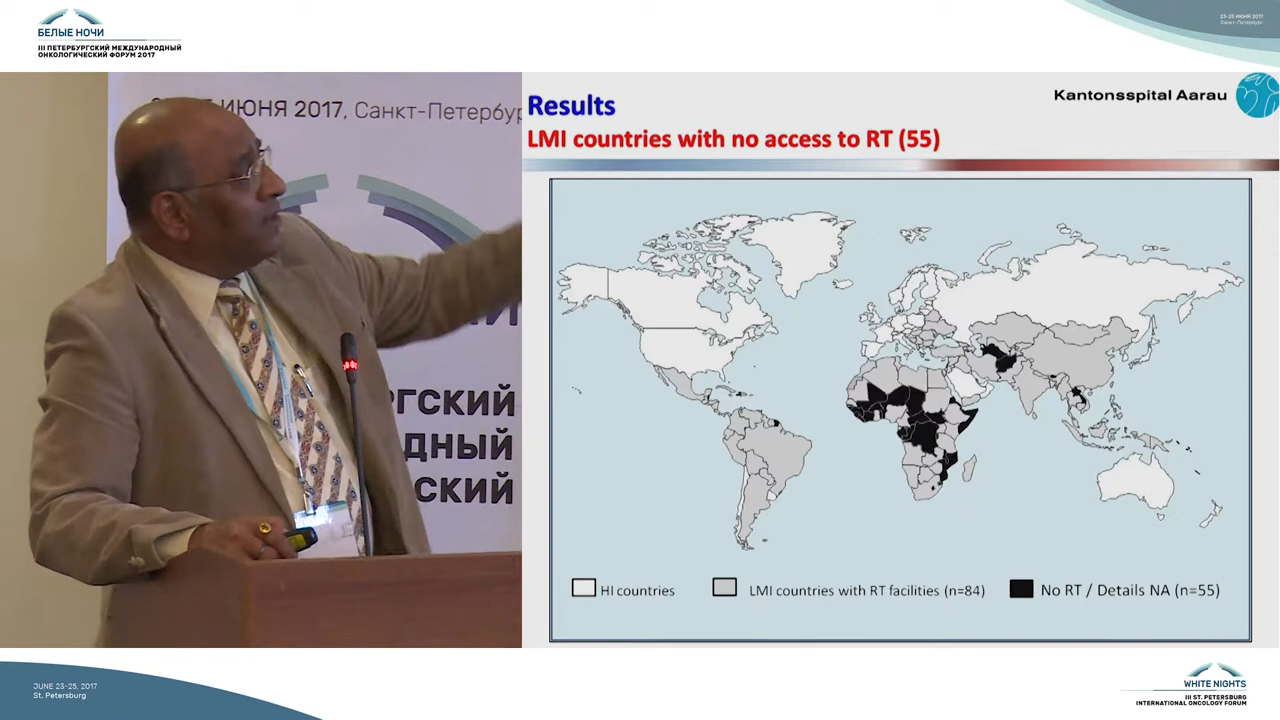 БЕЛЫЕ НОЧИ
III ПЕТЕРБУРГСКИЙ МЕЖДУНАРОДНЫЙ
ОНКОЛОГИЧЕСКИЙ ФОРУМ 2017
23-25 ИЮНЯ 2017
Санкт-Петербург
ИЮНЯ 2017, Санкт-Петербур
РГСКИЙ
ДНЫЙ
СКИЙ
Results
Kantonsspital Aarau
LMI countries with no access to RT (55)
HI countries
LMI countries with RT facilities (n=84)
No RT / Details NA (n=55)
JUNE 23-25, 2017
St. Petersburg
WHITE NIGHTS
III ST. PETERSBURG
INTERNATIONAL ONCOLOGY FORUM